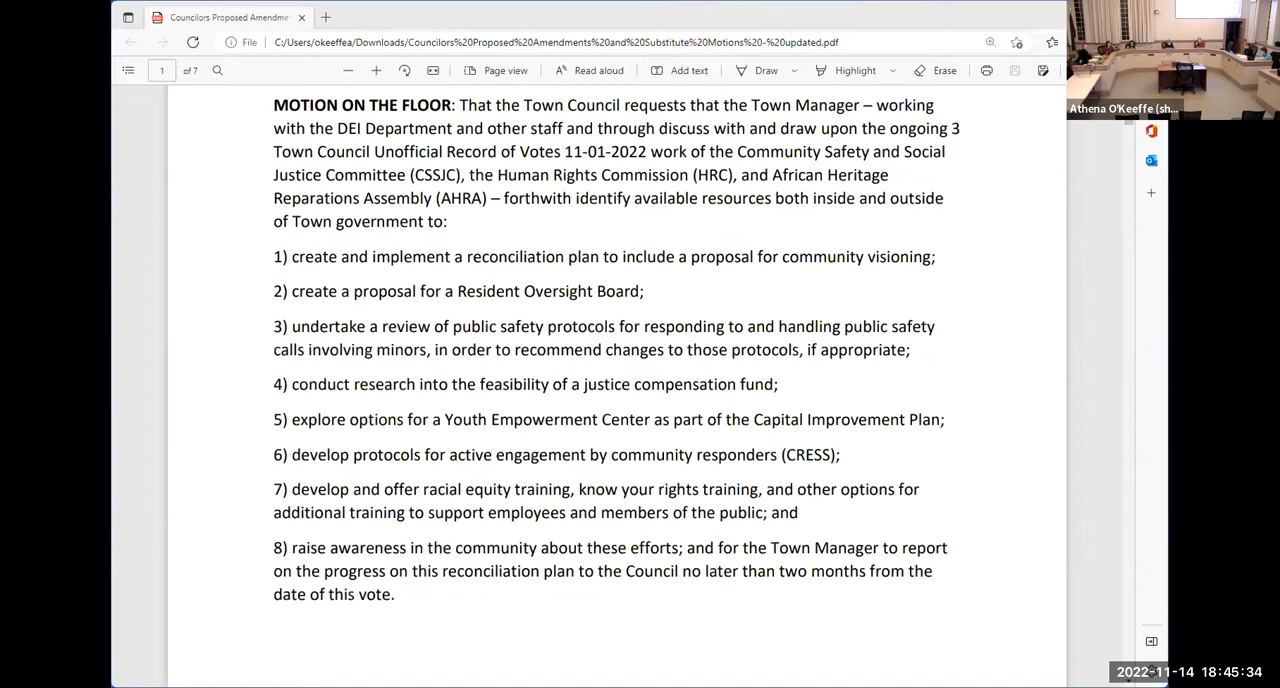 Councilors Proposed Amendme
File
C:/Users/okeeffea/Downloads/Councilors%20Proposed%20Amendments%20and%20Substitute%20Motions%20-%20updated.pdf
1 of 7
Page view
Read aloud
Add text
Draw
Highlight
Erase
Athena O'Keeffe (sh...
MOTION ON THE FLOOR: That the Town Council requests that the Town Manager – working
with the DEI Department and other staff and through discuss with and draw upon the ongoing 3
Town Council Unofficial Record of Votes 11-01-2022 work of the Community Safety and Social
Justice Committee (CSSJC), the Human Rights Commission (HRC), and African Heritage
Reparations Assembly (AHRA) – forthwith identify available resources both inside and outside
of Town government to:
1) create and implement a reconciliation plan to include a proposal for community visioning;
2) create a proposal for a Resident Oversight Board;
3) undertake a review of public safety protocols for responding to and handling public safety
calls involving minors, in order to recommend changes to those protocols, if appropriate;
4) conduct research into the feasibility of a justice compensation fund;
5) explore options for a Youth Empowerment Center as part of the Capital Improvement Plan;
6) develop protocols for active engagement by community responders (CRESS);
7) develop and offer racial equity training, know your rights training, and other options for
additional training to support employees and members of the public; and
8) raise awareness in the community about these efforts; and for the Town Manager to report
on the progress on this reconciliation plan to the Council no later than two months from the
date of this vote.
2022-11-14 18:45:34